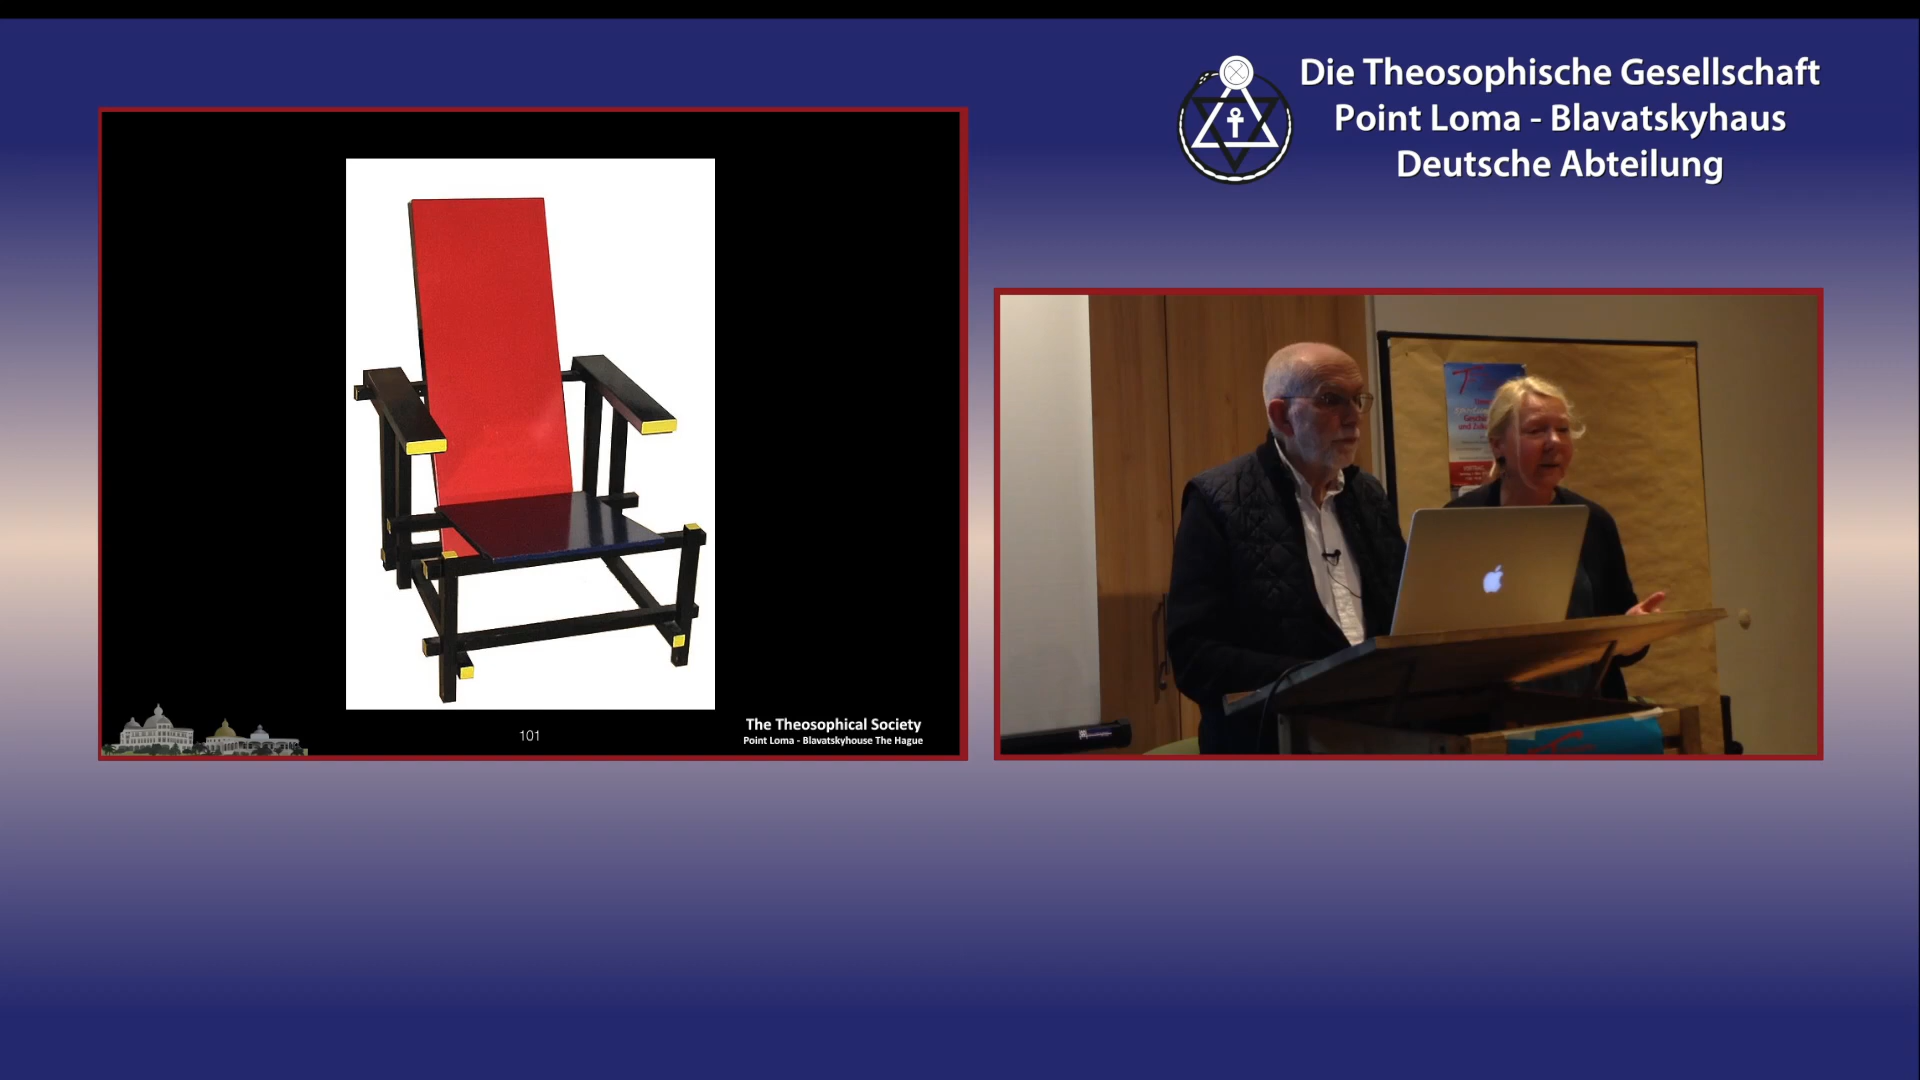 Die Theosophische Gesellschaft
Point Loma - Blavatskyhaus
Deutsche Abteilung
101
The Theosophical Society
Point Loma - Blavatskyhouse The Hague